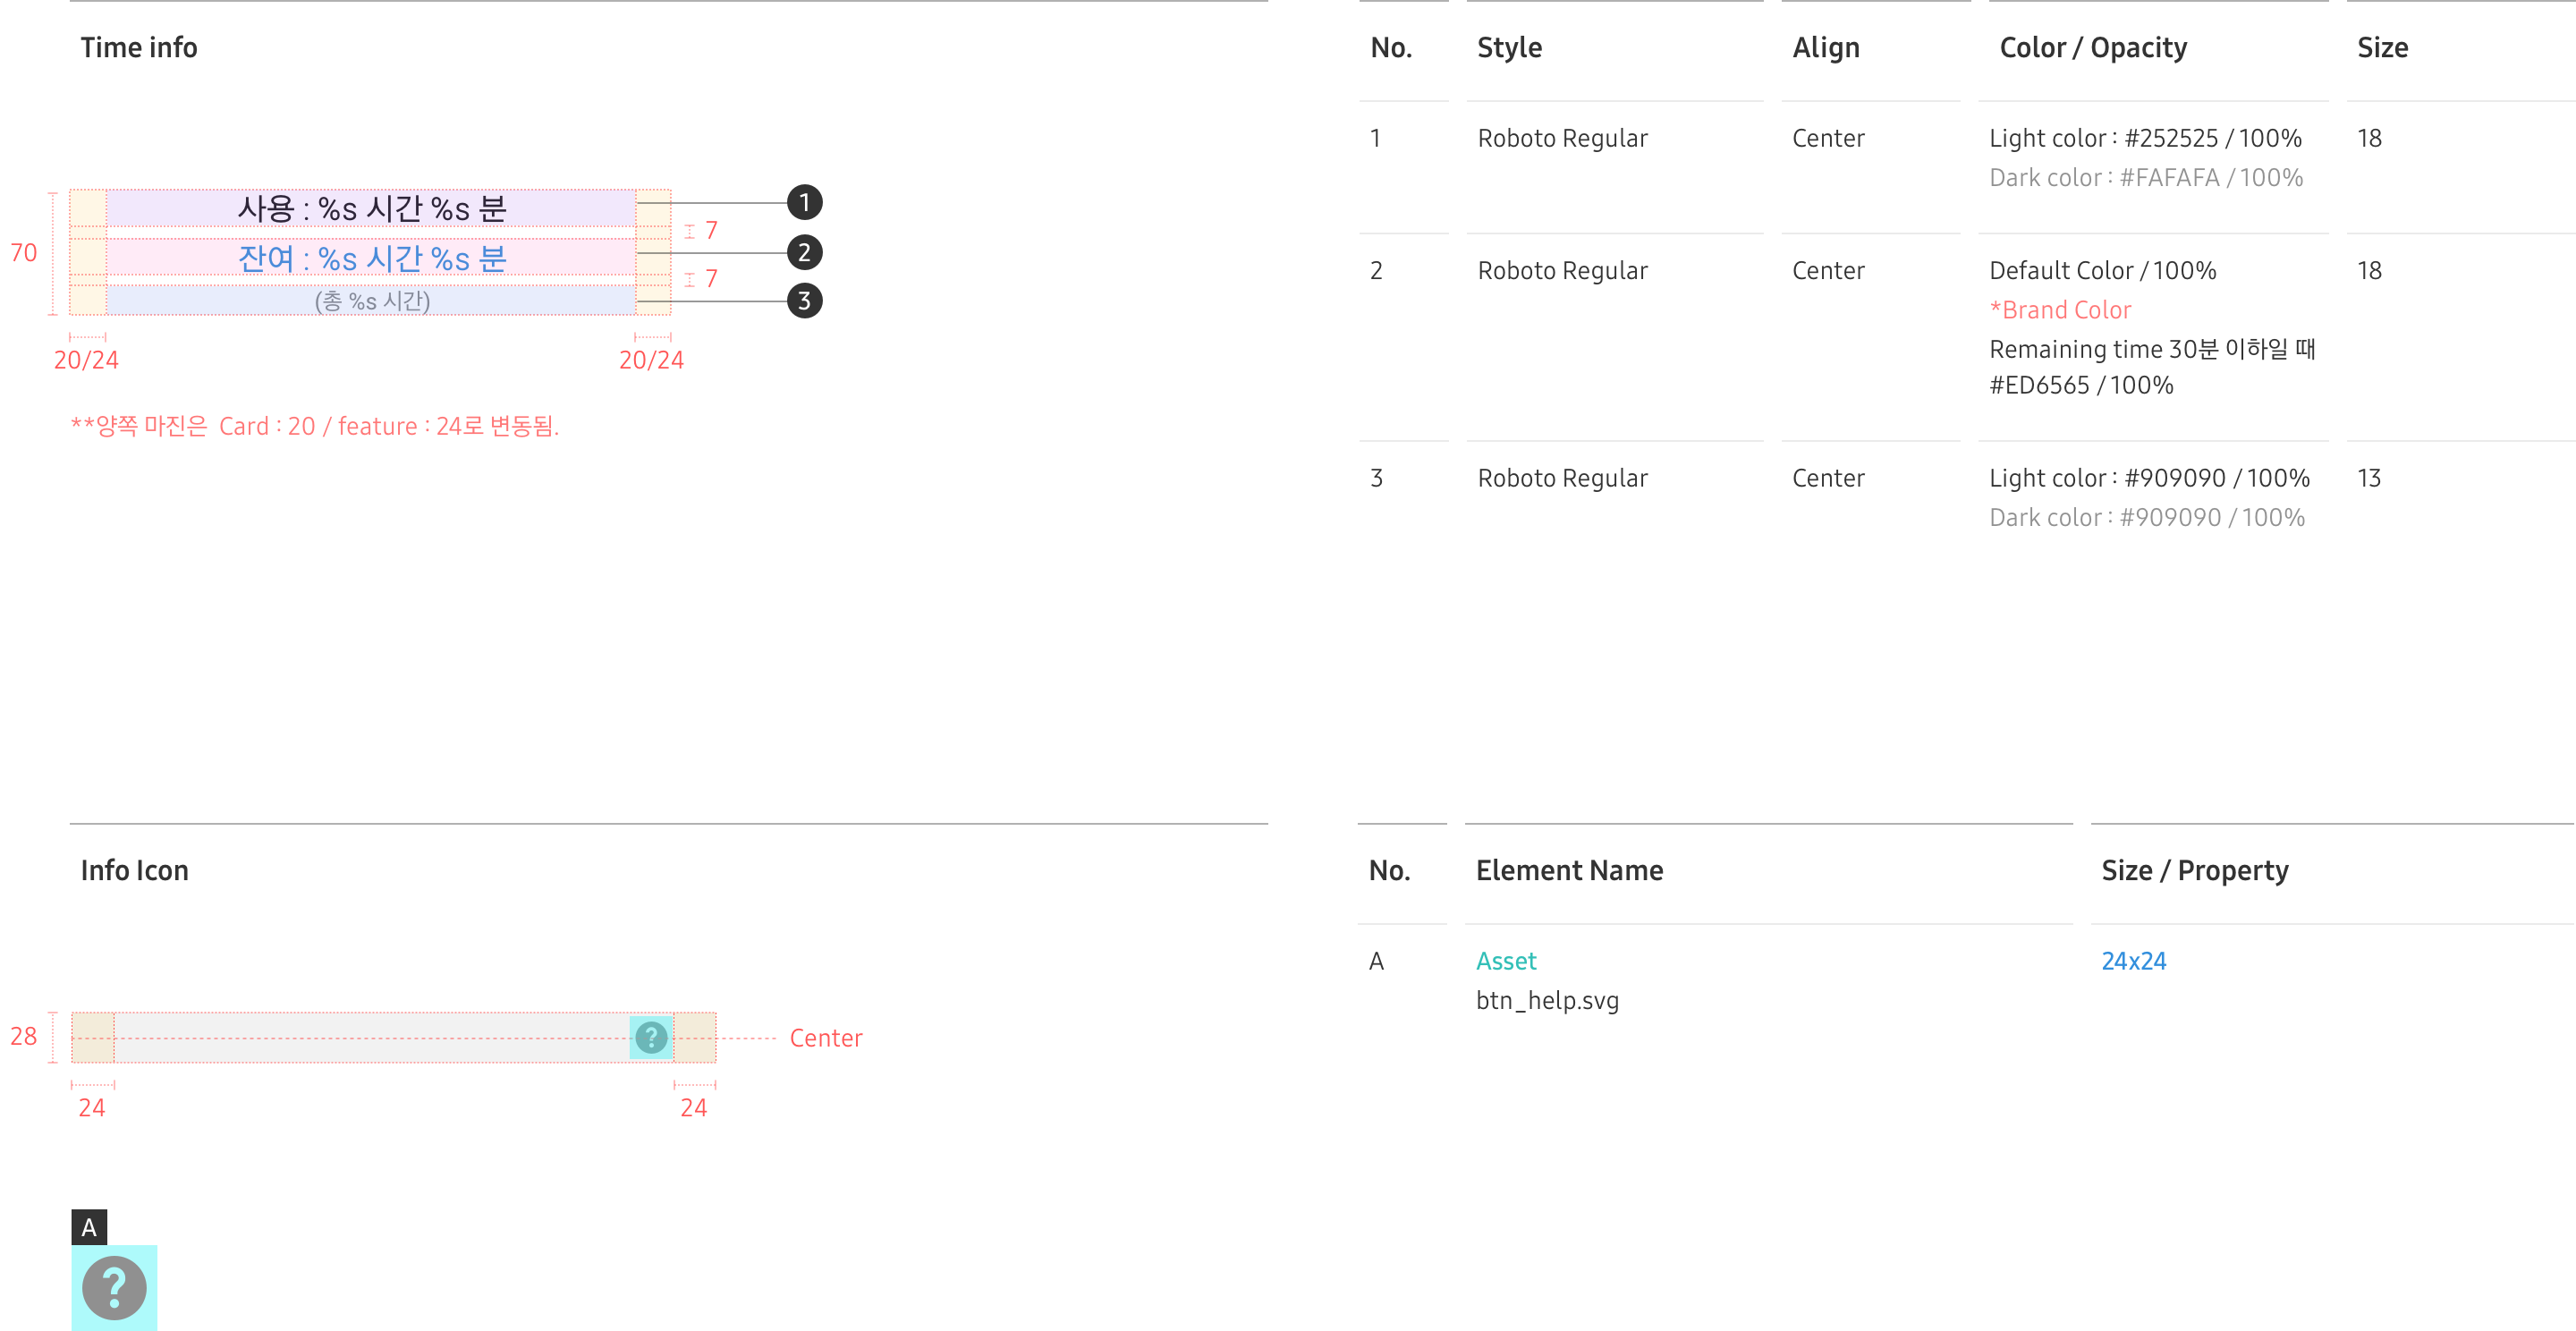 Time info
사용 : %s 시간 %s 분
잔여 : %s 시간 %s 분
(총 %s 시간)
1
2
3
7
7
70
20/24
20/24
**양쪽 마진은  Card : 20 / feature : 24로 변동됨.
No. Style Align Color / Opacity Size
1 Roboto Regular Center Light color : #252525 / 100% 18
Dark color : #FAFAFA / 100%
2 Roboto Regular Center Default Color / 100% 18
*Brand Color
Remaining time 30분 이하일 때
#ED6565 / 100%
3 Roboto Regular Center Light color : #909090 / 100% 13
Dark color : #909090 / 100%
Info Icon
28
?
Center
24
24
A
?
No. Element Name Size / Property
A Asset 24x24
btn_help.svg